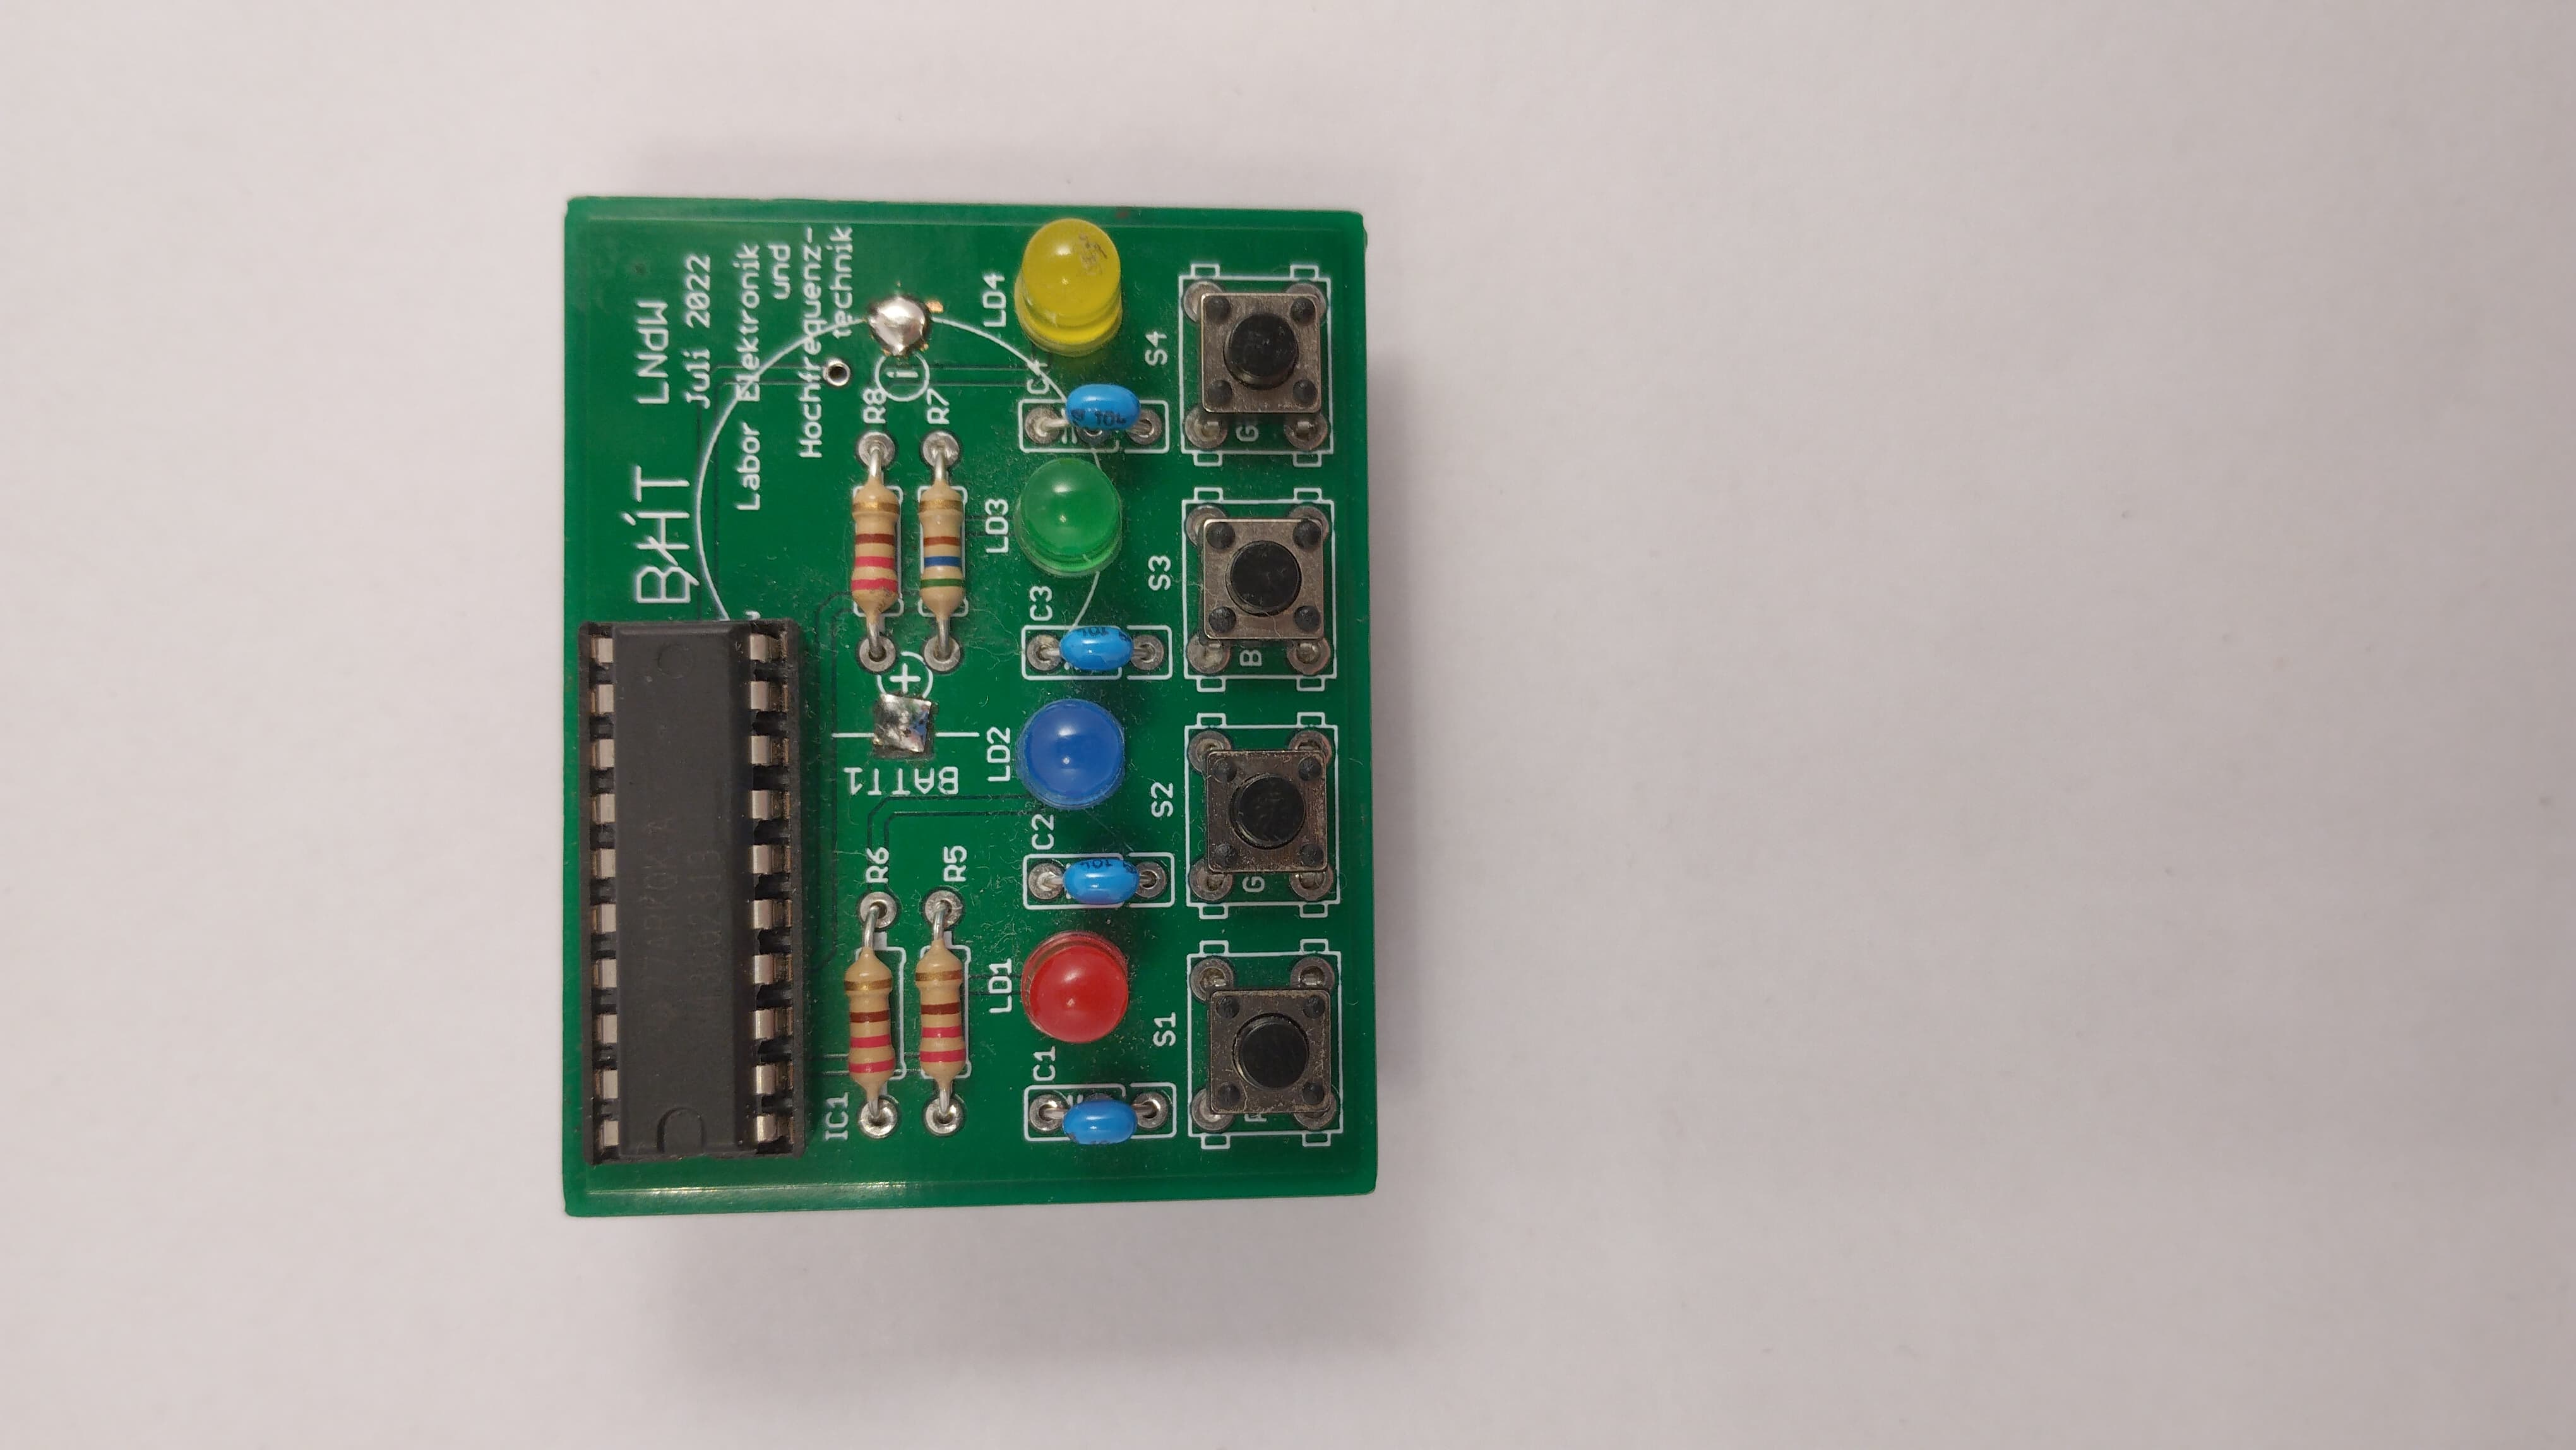 BHT
LNdW
Juli 2022
Labor Elektronik
und
Hochfrequenz-
technik
IC1
R8
R7
R6
R5
+
BATT1
LD1
LD2
LD3
LD4
C1
C2
C3
C4
S1
S2
S3
S4
G
B
G